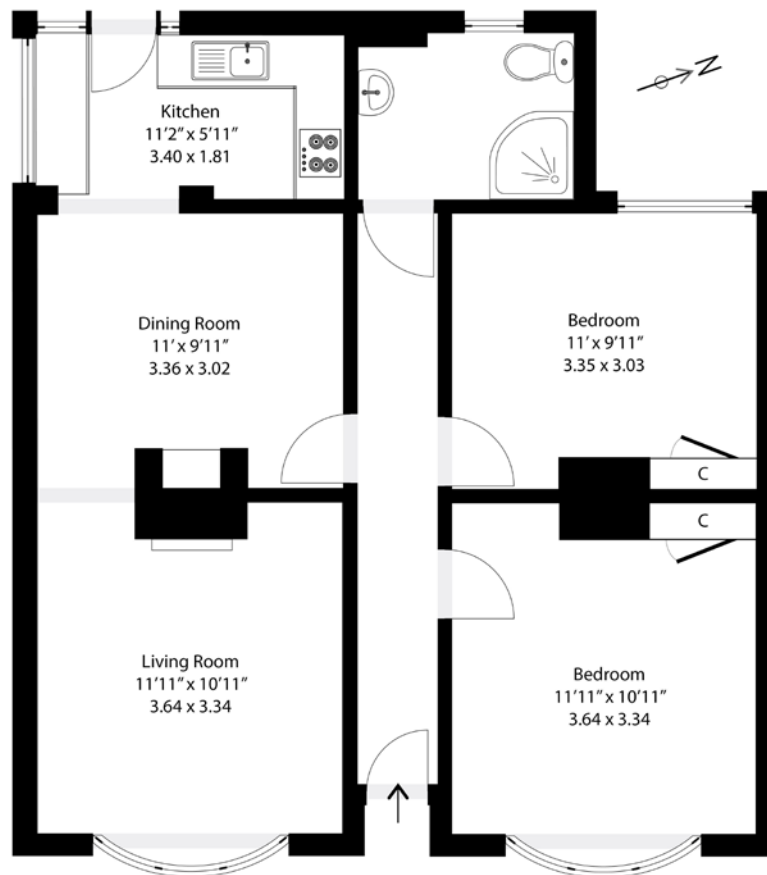 Kitchen
11'2" x 5'11"
3.40 x 1.81
N
Dining Room
11' x 9'11"
3.36 x 3.02
Bedroom
11' x 9'11"
3.35 x 3.03
C
C
Living Room
11'11" x 10'11"
3.64 x 3.34
Bedroom
11'11" x 10'11"
3.64 x 3.34